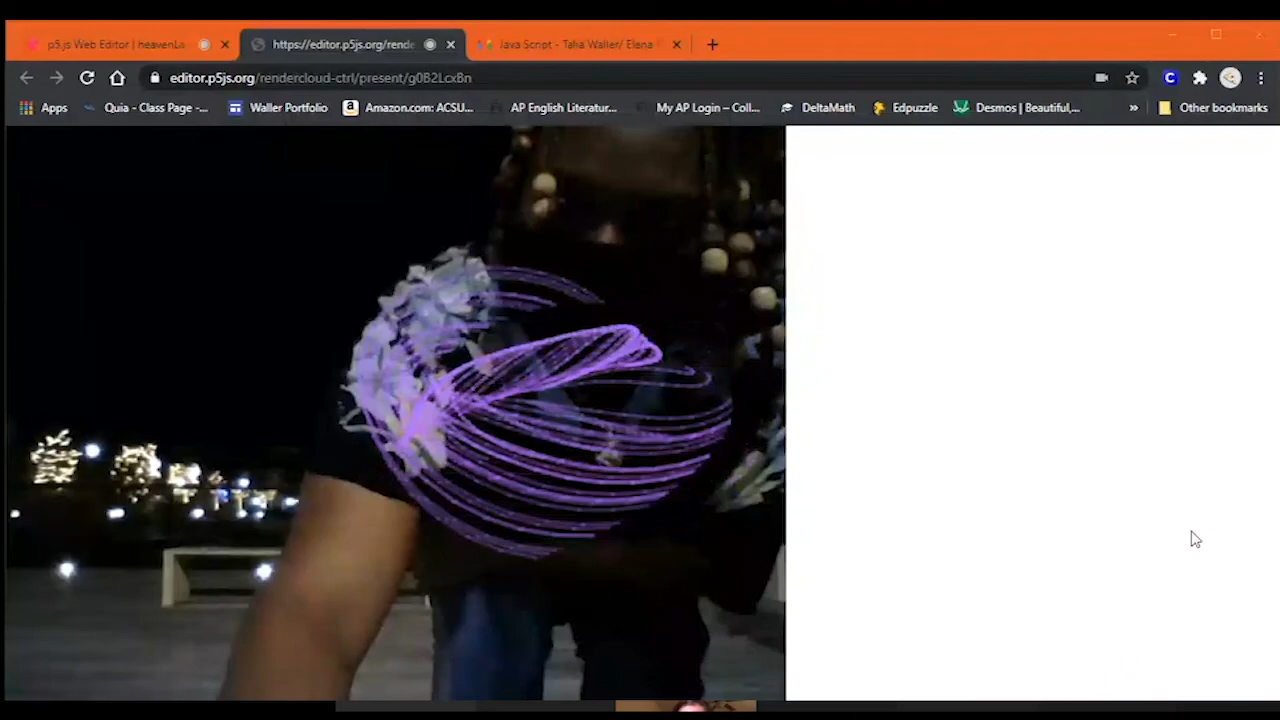 p5.js Web Editor | heavenLa
https://editor.p5js.org/rende
Java Script - Taka Waller/ Elena
editor.p5js.org/rendercloud-ctrl/present/g0B2LcxBn
Apps
Quia - Class Page -...
Waller Portfolio
Amazon.com: ACSU...
AP English Literatur...
My AP Login – Coll...
DeltaMath
Edpuzzle
Desmos | Beautiful,...
»
Other bookmarks